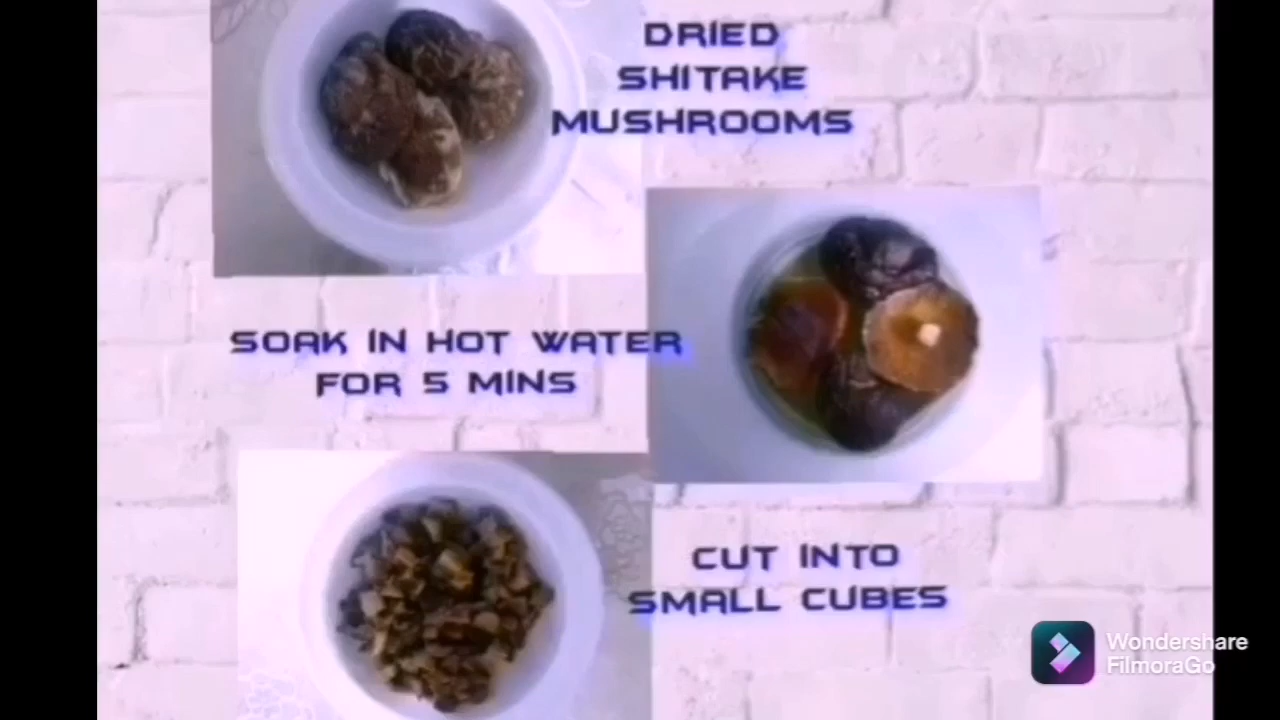 DRIED
SHITAKE
MUSHROOMS
SOAK IN HOT WATER
FOR 5 MINS
CUT INTO
SMALL CUBES
Wondershare
FilmoraGo